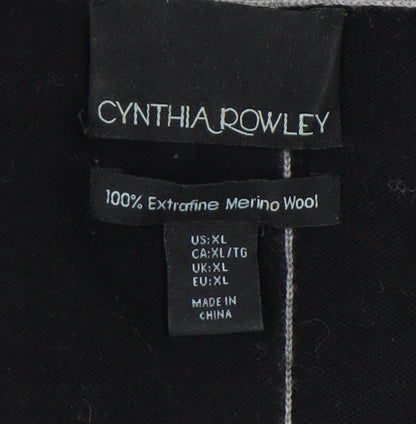 CYNTHIA ROWLEY
100% Extrafine Merino Wool
US:XL
CA:XL/TG
UK:XL
EU:XL
MADE IN
CHINA